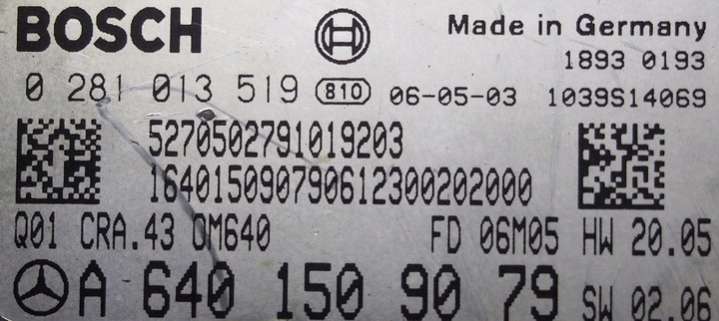 BOSCH Made in Germany
1893 0193
0 281 013 519 810 06-05-03 1039S14069
5270502791019203
164015090790612300202000
Q01 CRA.43 OM640 FD 06M05 HW 20.05
A 640 150 90 79 SW 02.06